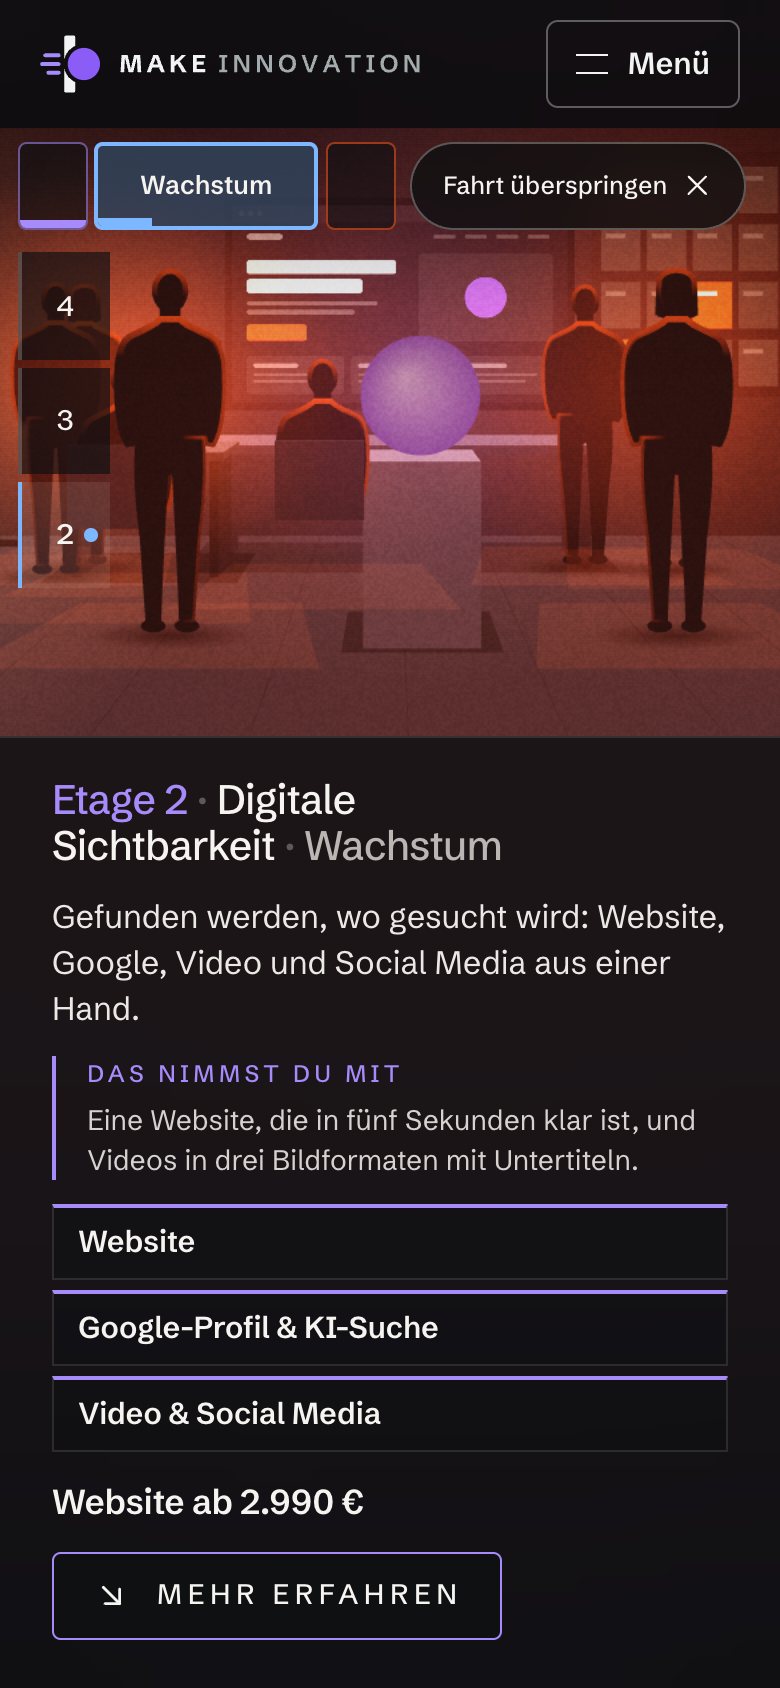 MAKE INNOVATION
Menü
Wachstum
Fahrt überspringen
4
3
2
Etage 2 · Digitale
Sichtbarkeit · Wachstum
Gefunden werden, wo gesucht wird: Website,
Google, Video und Social Media aus einer
Hand.
DAS NIMMST DU MIT
Eine Website, die in fünf Sekunden klar ist, und
Videos in drei Bildformaten mit Untertiteln.
Website
Google-Profil & KI-Suche
Video & Social Media
Website ab 2.990 €
MEHR ERFAHREN